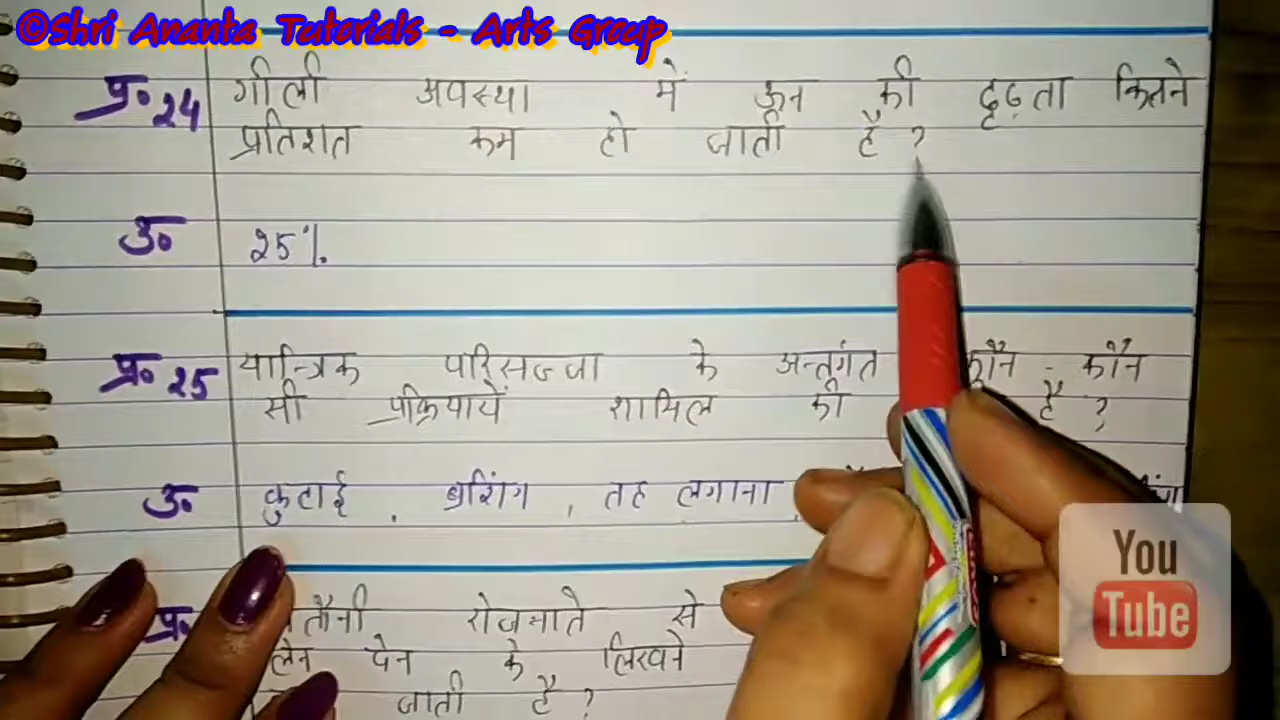 ©Shri Ananta Tutorials - Arts Group
प्र॰ 24 गीली अवस्था में ऊन की दृढ़ता कितने
प्रतिशत कम हो जाती है ?
उ॰ 25%.
प्र॰ 25 यान्त्रिक परिसज्जा के अन्तर्गत कौन - कौन
सी प्रक्रियायें शामिल की है ?
उ॰ कुटाई , ब्रशिंग , तह लगाना ,
प्र॰ रोजमाते से
लेन देन के लिखने
जाती है ?
You
Tube